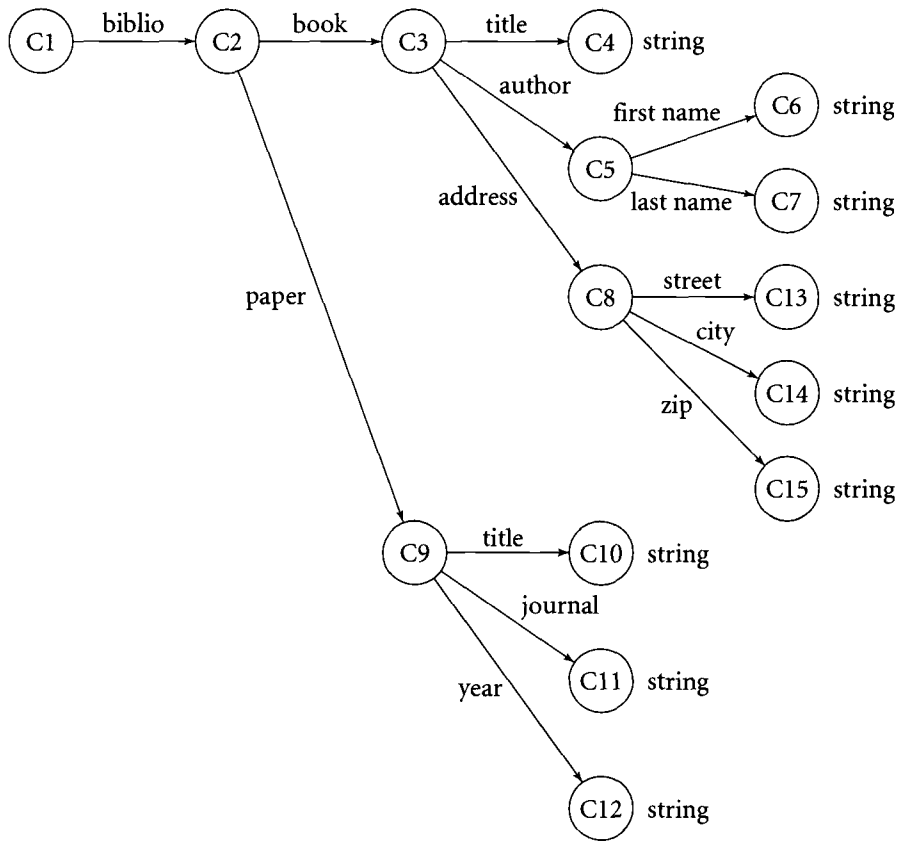 C1 biblio C2 book C3 title C4 string
author
first name C6 string
C5
last name C7 string
address
C8 street C13 string
paper
city
C14 string
zip
C15 string
C9 title C10 string
journal
C11 string
year
C12 string